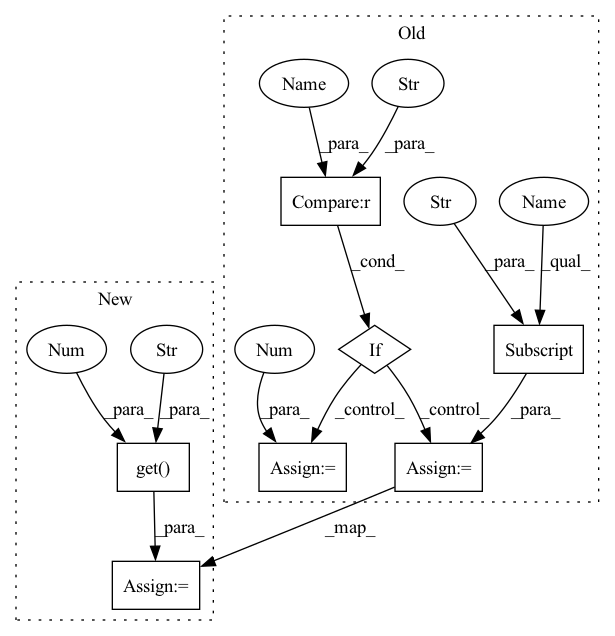 Old
Name
Str
_para_
_para_
Compare:r
Str
Name
_cond_
_para_
_qual_
New
Num
Str
Num
If
Subscript
_para_
_para_
_para_
_control_
_control_
_para_
get()
Assign:=
Assign:=
_para_
_map_
Assign:=